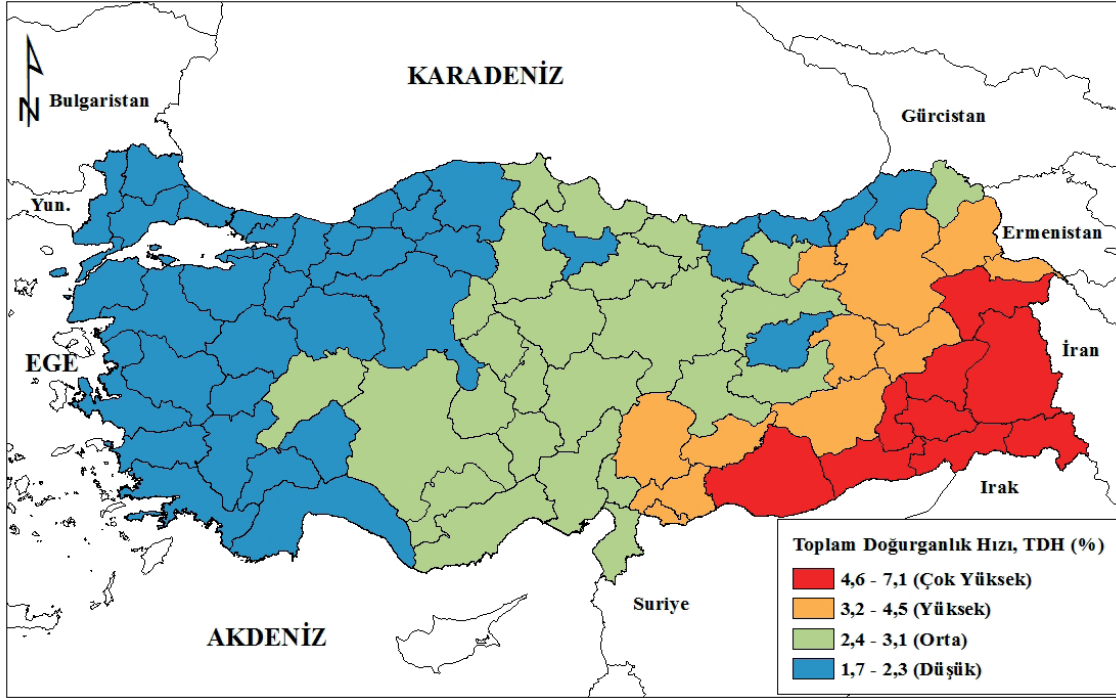 KARADENİZ
Bulgaristan
N
Gürcistan
Yun.
Ermenistan
EGE
İran
Irak
Suriye
AKDENİZ
Toplam Doğurganlık Hızı, TDH (%)
4,6 - 7,1 (Çok Yüksek)
3,2 - 4,5 (Yüksek)
2,4 - 3,1 (Orta)
1,7 - 2,3 (Düşük)